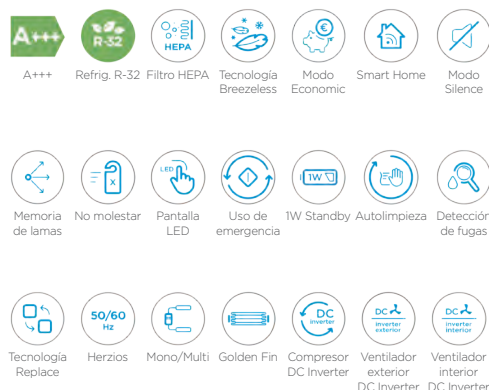 A+++
R-32
HEPA
€
A+++
Refrig. R-32
Filtro HEPA
Tecnología
Breezeless
Modo
Economic
Smart Home
Modo
Silence
X
LED
1W
Memoria
de lamas
No molestar
Pantalla
LED
Uso de
emergencia
1W Standby
Autolimpieza
Detección
de fugas
50/60
Hz
DC
Inverter
DC
Inverter
exterior
DC
Inverter
interior
Tecnología
Replace
Herzios
Mono/Multi
Golden Fin
Compresor
DC Inverter
Ventilador
exterior
DC Inverter
Ventilador
interior
DC Inverter